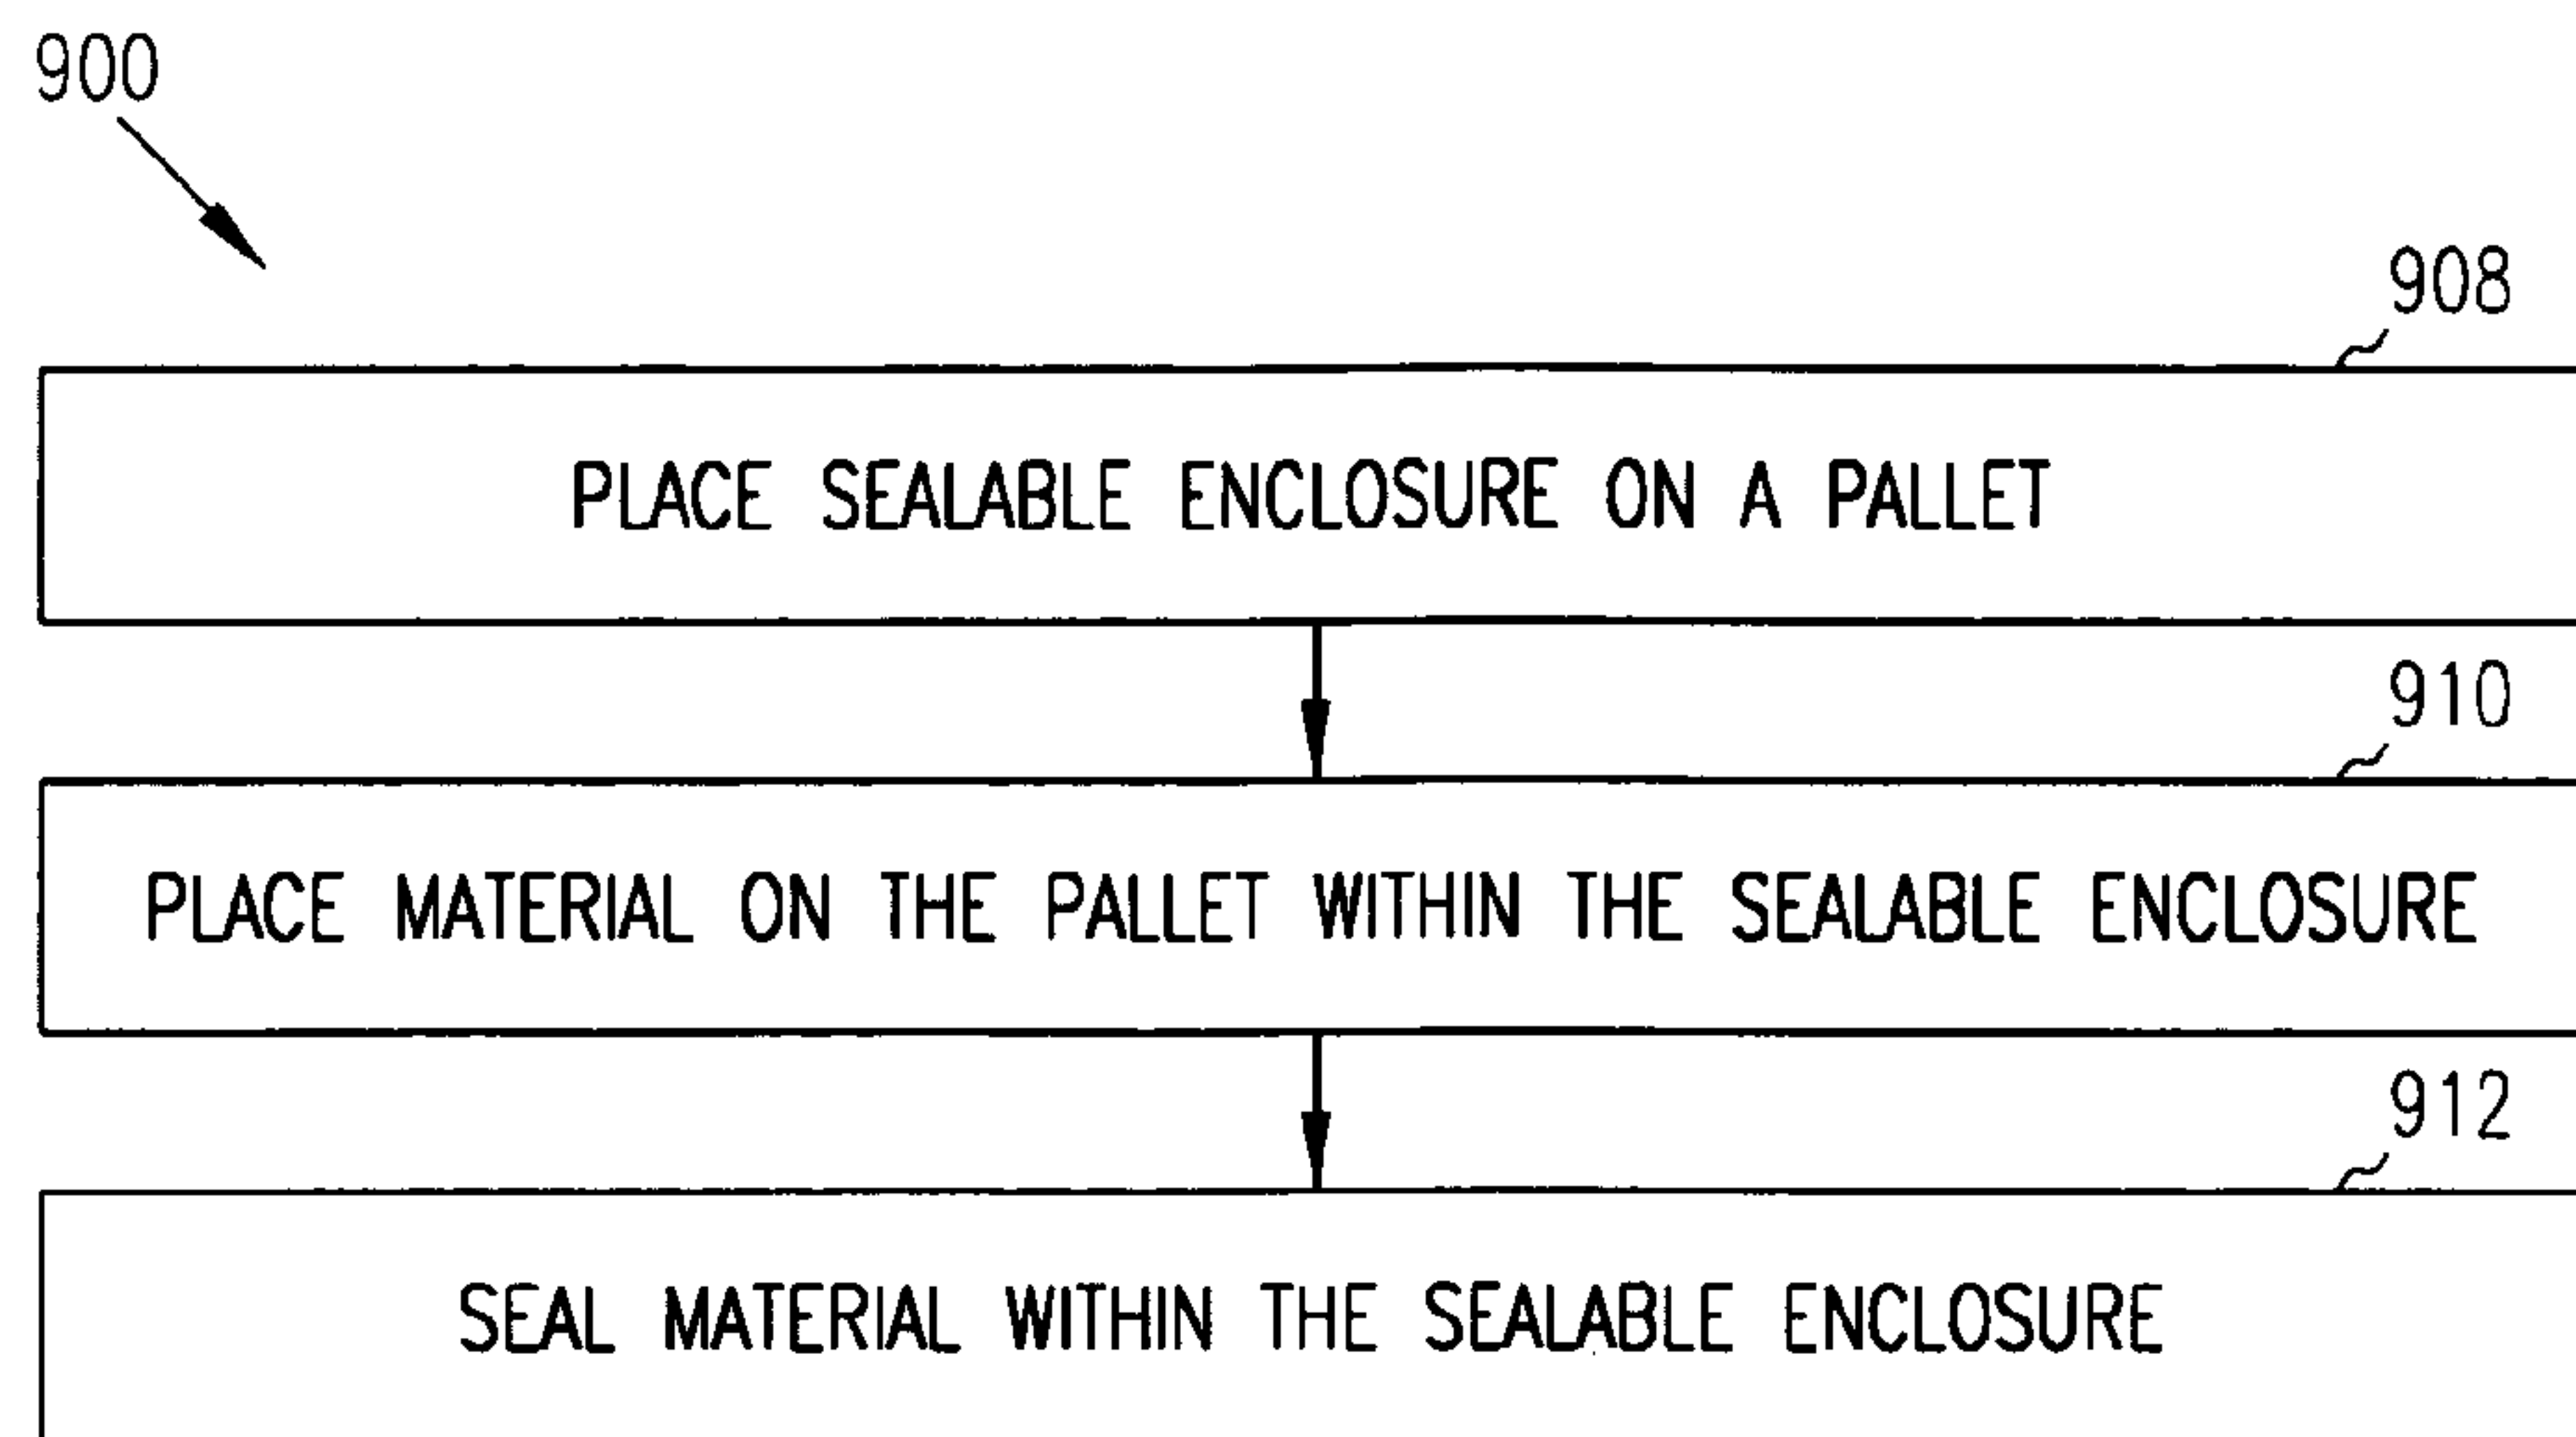 900
908
PLACE SEALABLE ENCLOSURE ON A PALLET
910
PLACE MATERIAL ON THE PALLET WITHIN THE SEALABLE ENCLOSURE
912
SEAL MATERIAL WITHIN THE SEALABLE ENCLOSURE